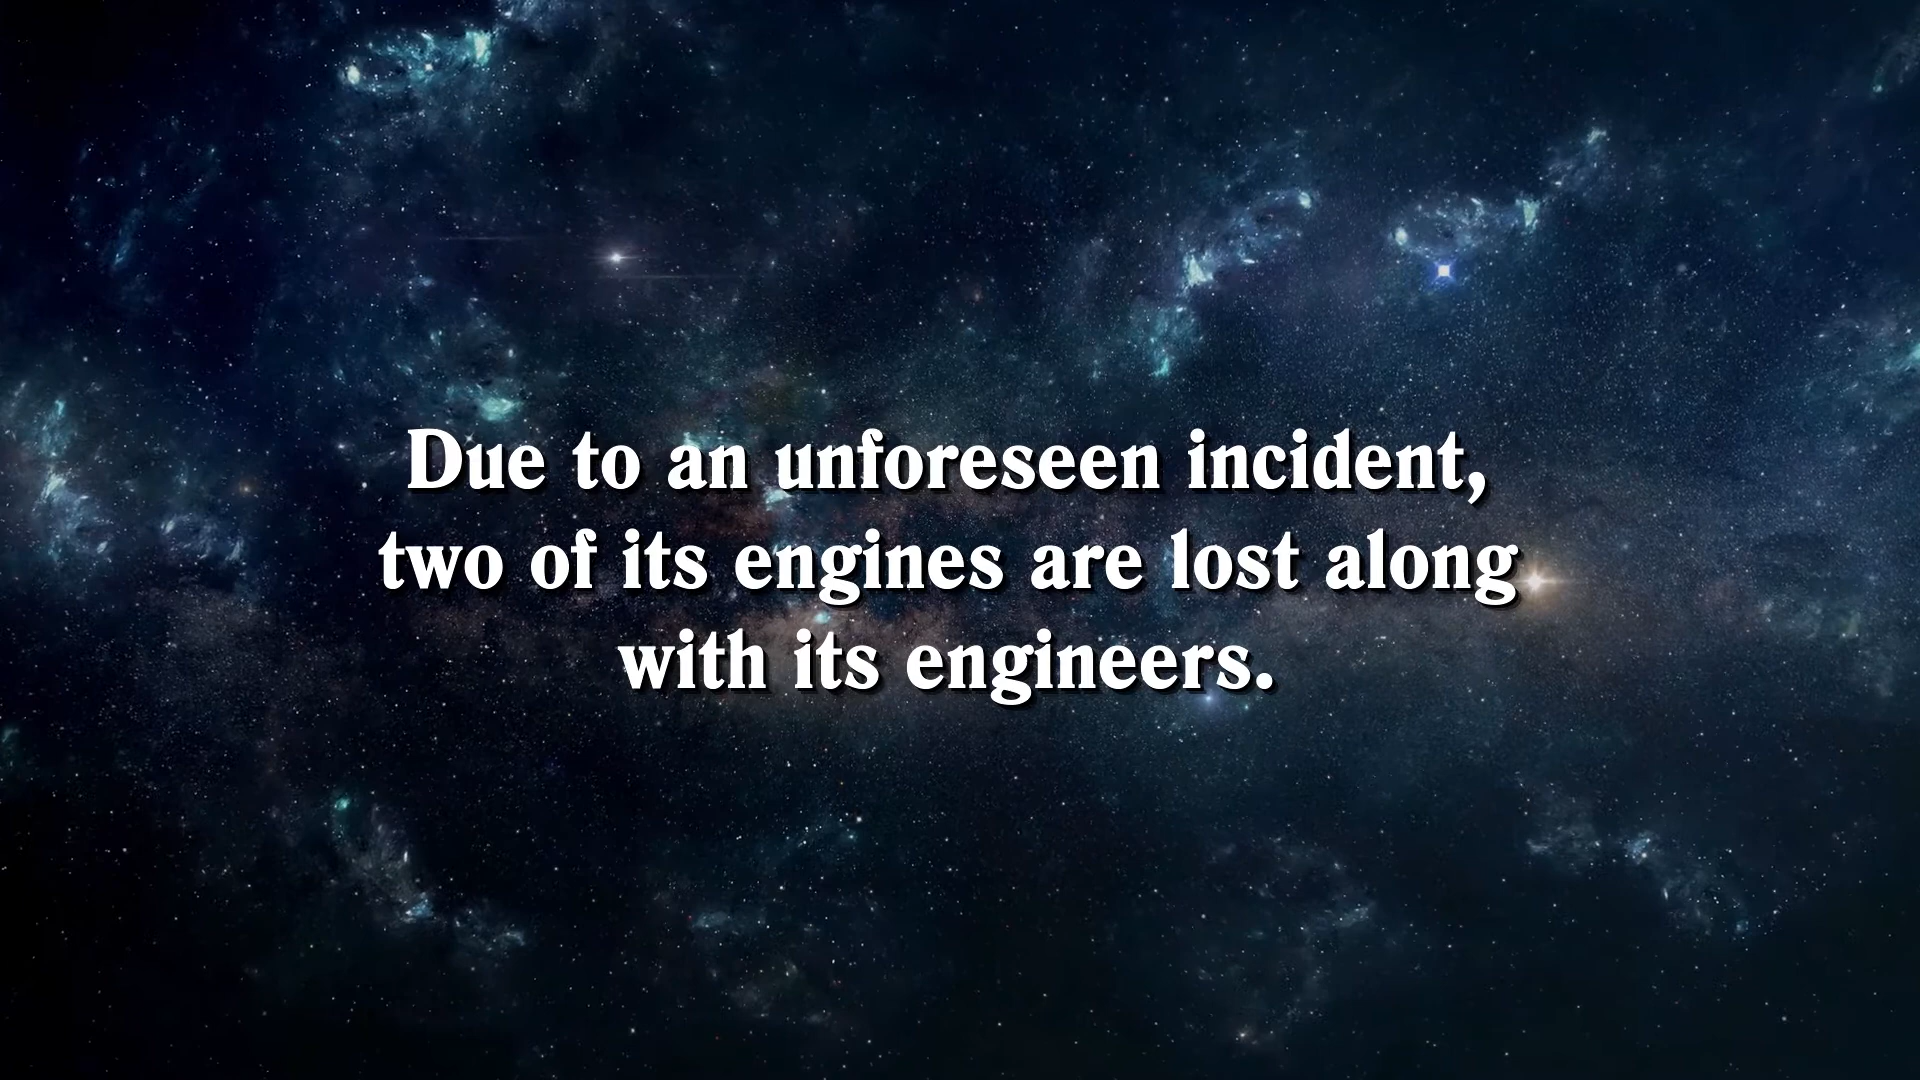 Due to an unforeseen incident,
two of its engines are lost along
with its engineers.